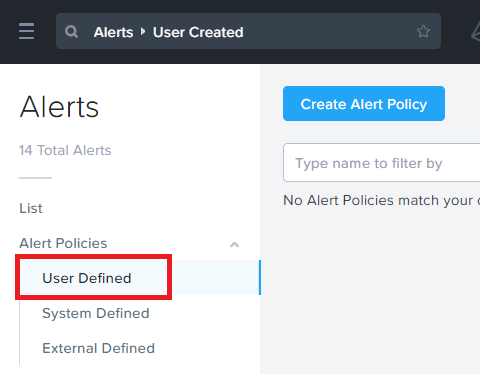 Alerts ▸ User Created
Alerts
14 Total Alerts
List
Alert Policies
User Defined
System Defined
External Defined
Create Alert Policy
Type name to filter by
No Alert Policies match your